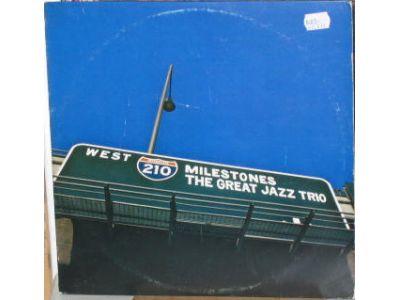 WEST
210
MILESTONES
THE GREAT JAZZ TRIO